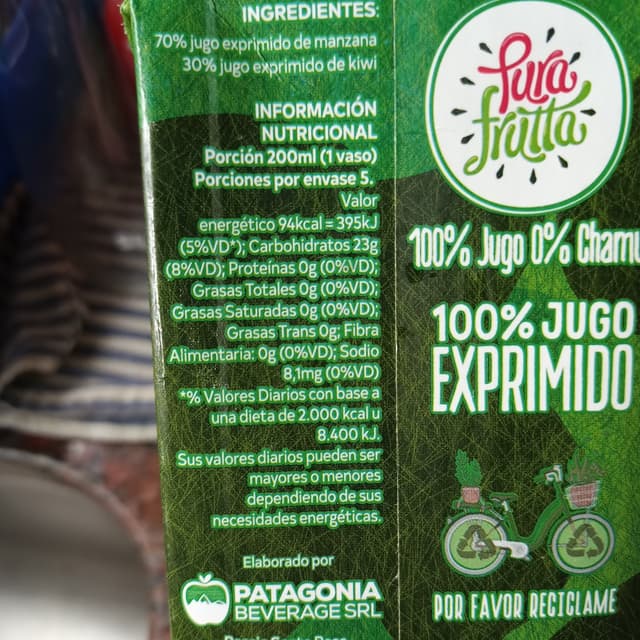 INGREDIENTES:
70% jugo exprimido de manzana
30% jugo exprimido de kiwi
INFORMACIÓN
NUTRICIONAL
Porción 200ml (1 vaso)
Porciones por envase 5.
Valor
energético 94kcal = 395kJ
(5%VD*); Carbohidratos 23g
(8%VD); Proteínas 0g (0%VD);
Grasas Totales 0g (0%VD);
Grasas Saturadas 0g (0%VD);
Grasas Trans 0g; Fibra
Alimentaria: 0g (0%VD); Sodio
8,1mg (0%VD)
*% Valores Diarios con base a
una dieta de 2.000 kcal u
8.400 kJ.
Sus valores diarios pueden ser
mayores o menores
dependiendo de sus
necesidades energéticas.
Elaborado por
PATAGONIA
BEVERAGE SRL
Pura
frutta
100% Jugo 0% Chamu
100% JUGO
EXPRIMIDO
POR FAVOR RECICLAME